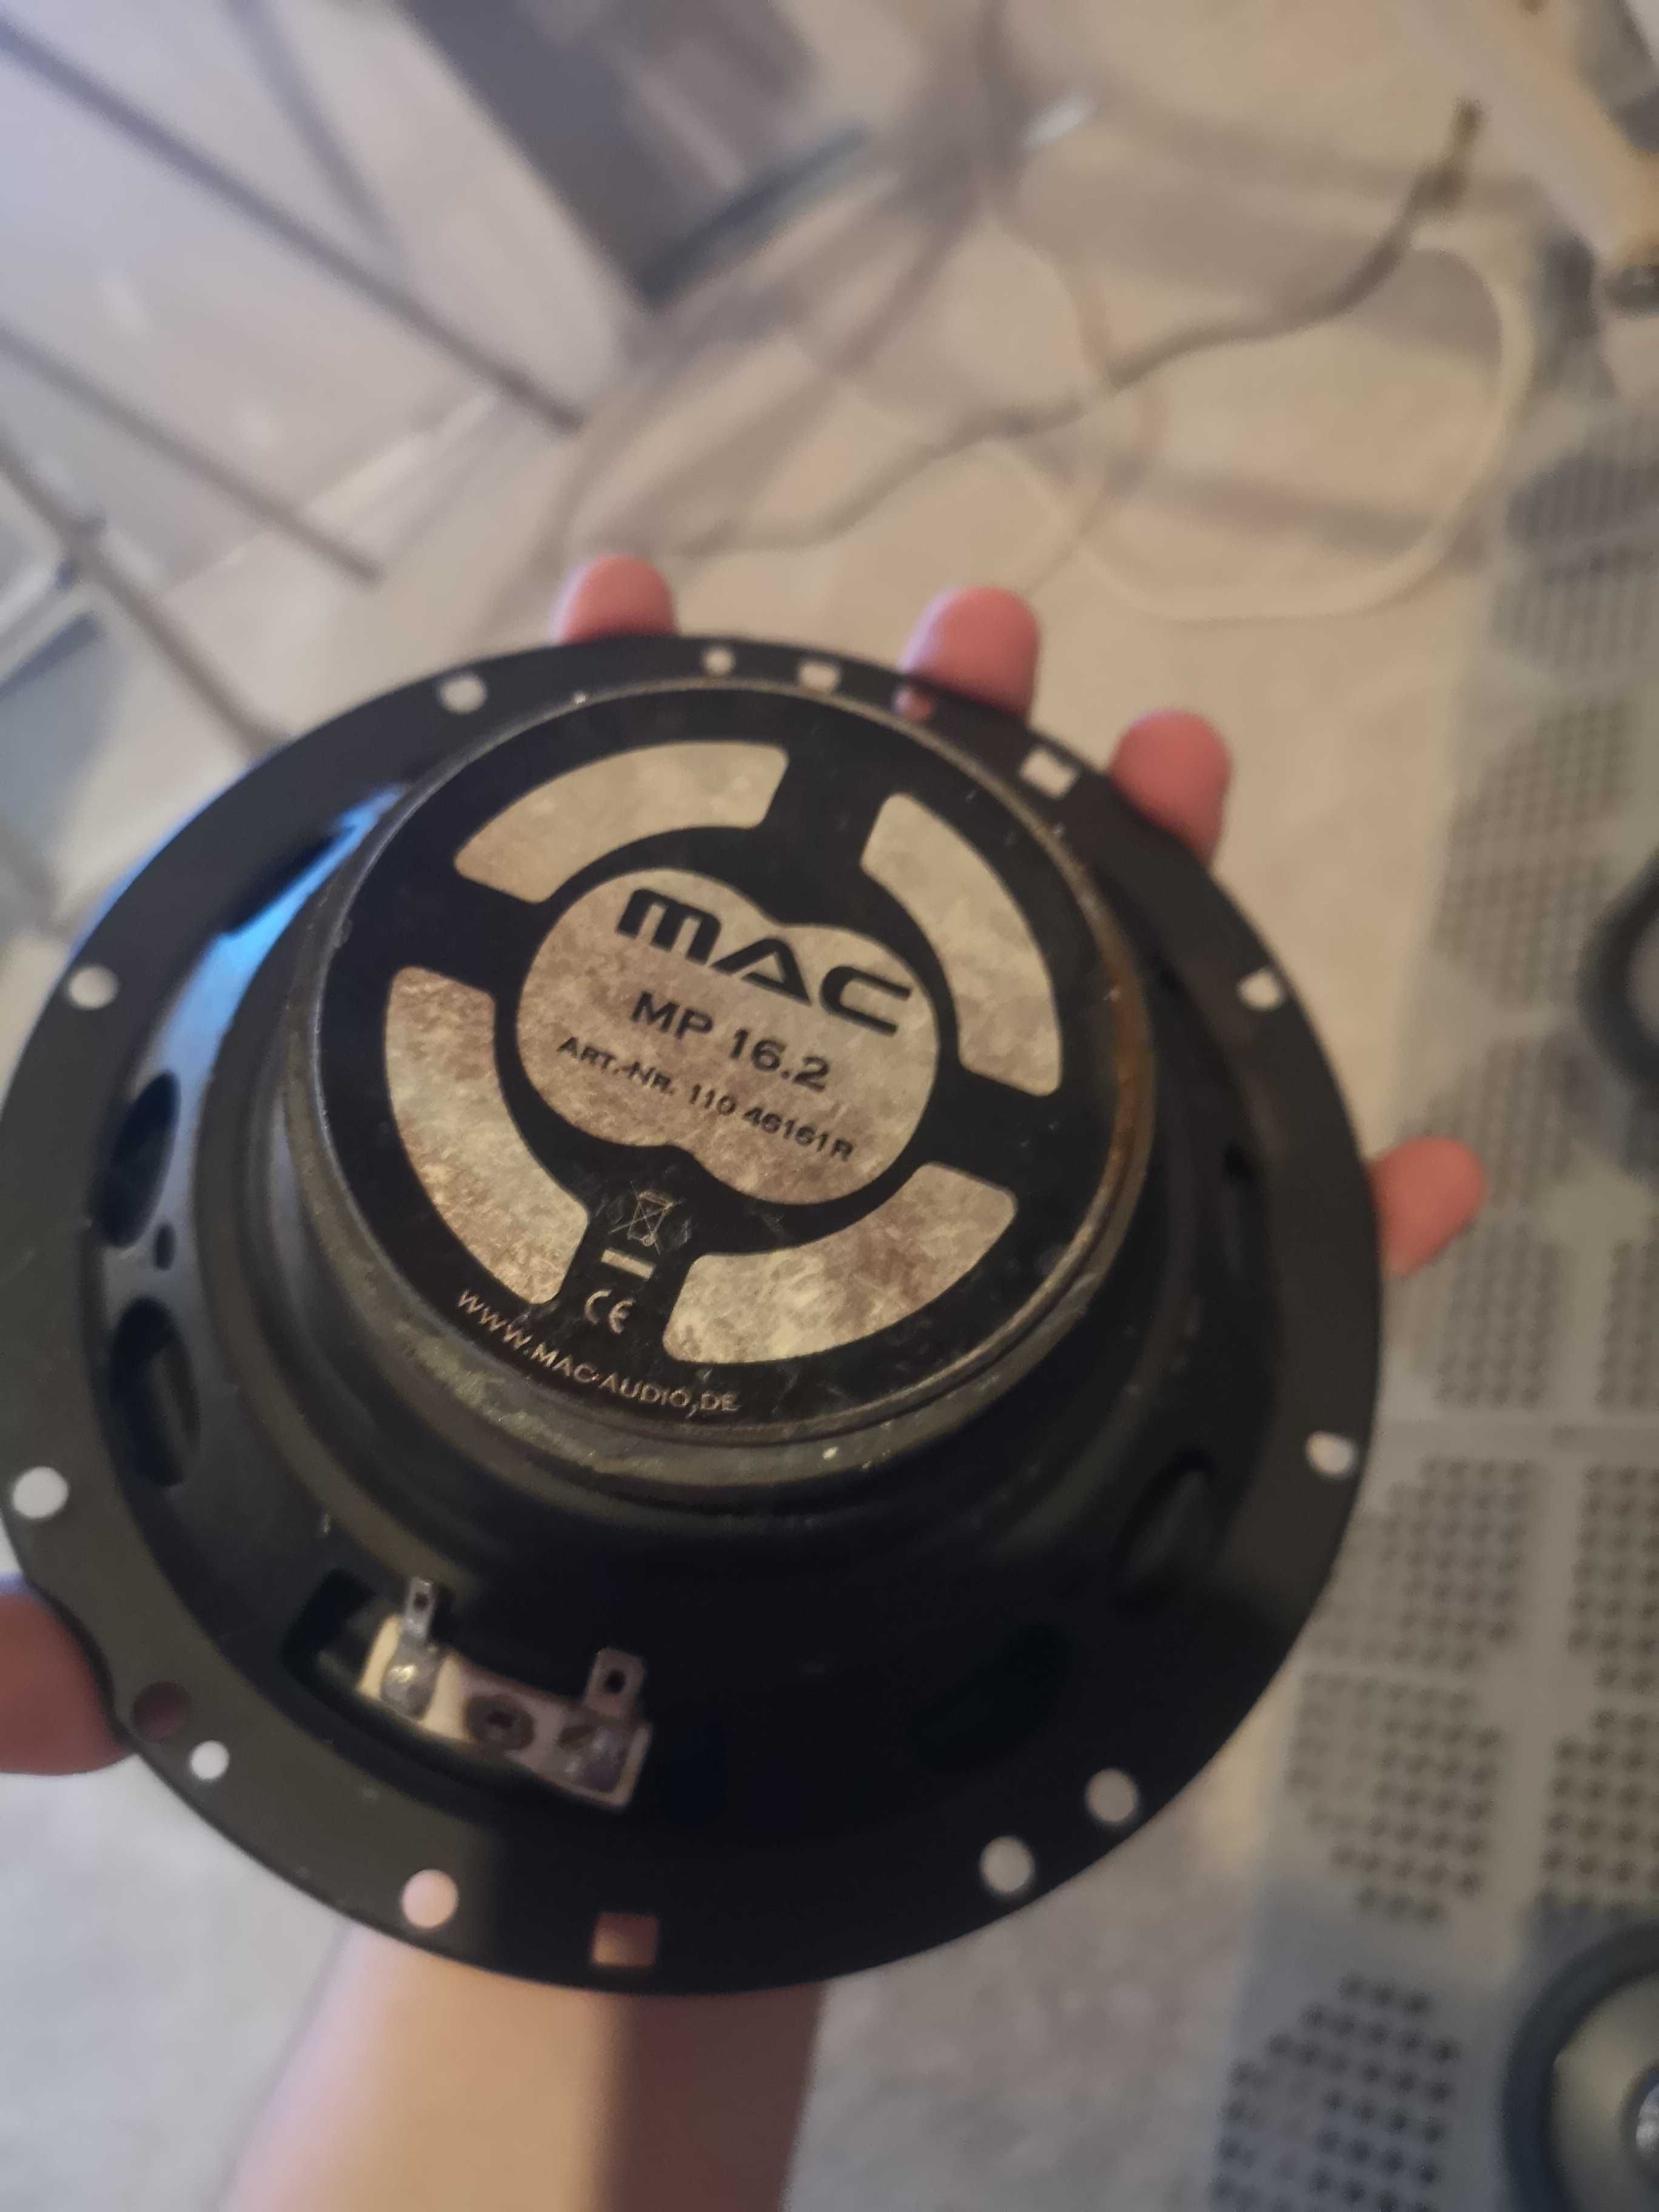 MAC
MP 16.2
ART.-NR. 110 46161R
CE
WWW.MAC-AUDIO.DE